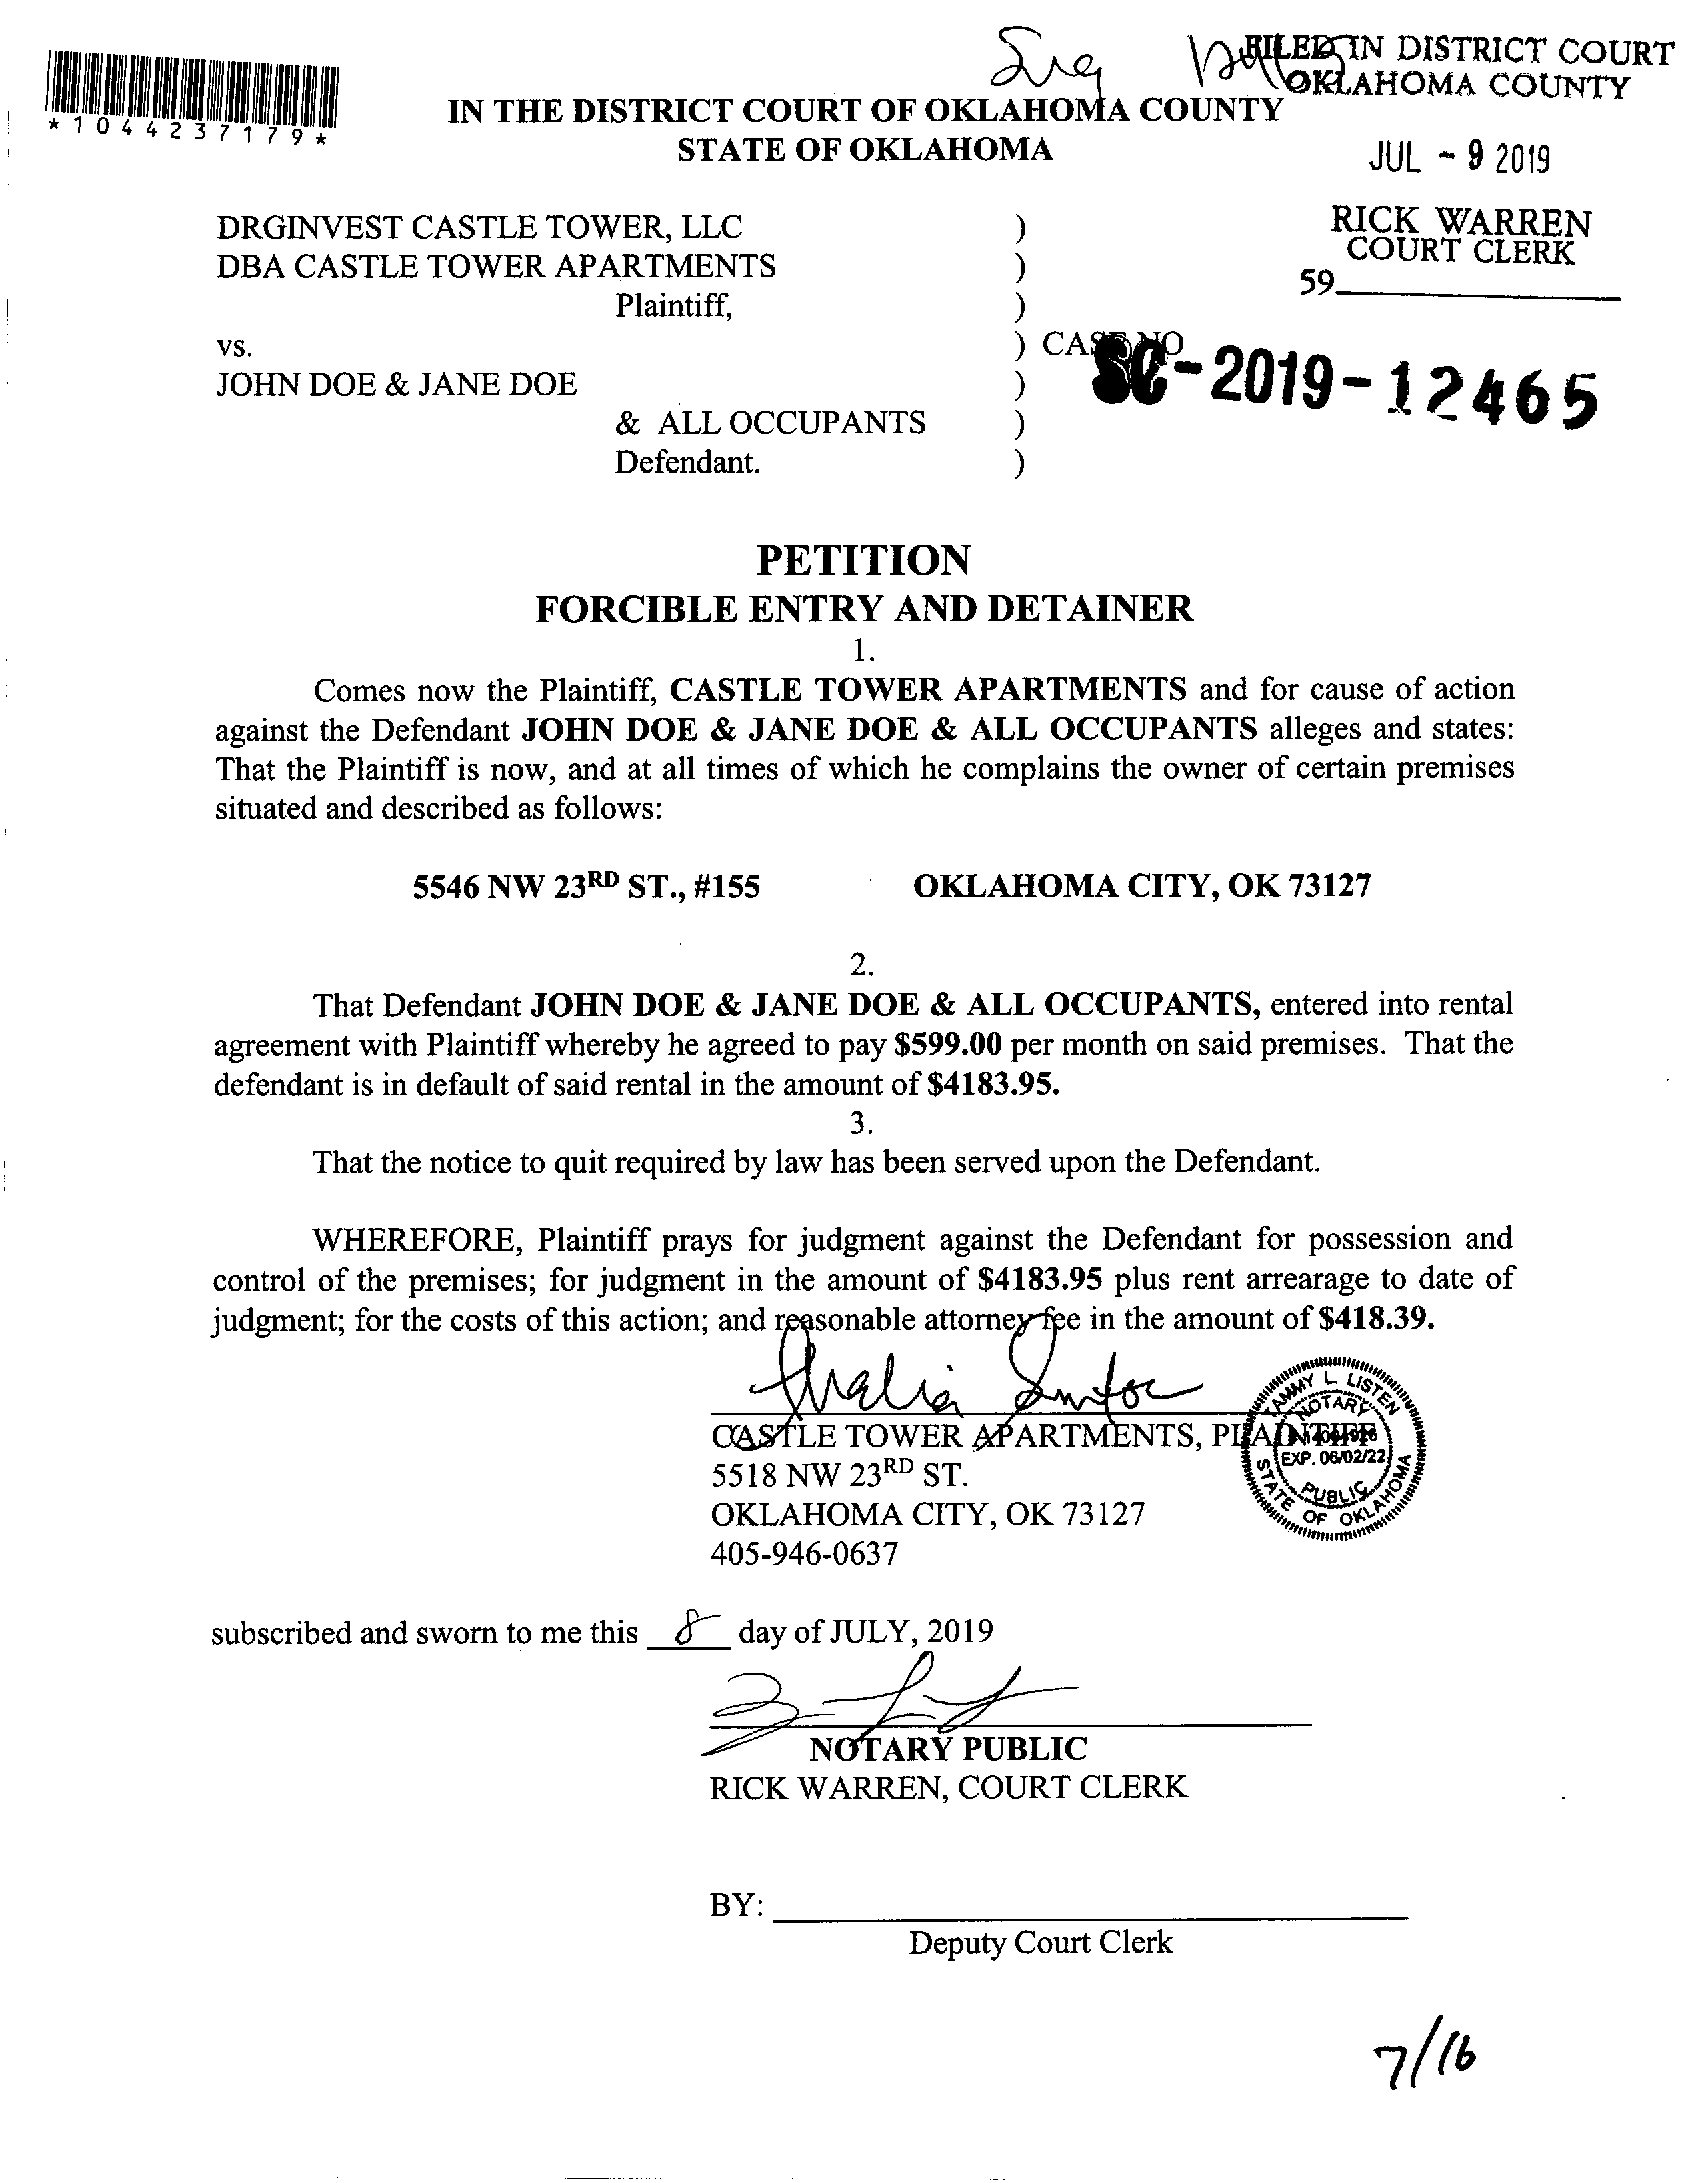 FILED IN DISTRICT COURT
OKLAHOMA COUNTY
*1044237179*
IN THE DISTRICT COURT OF OKLAHOMA COUNTY
STATE OF OKLAHOMA
JUL - 9 2019
RICK WARREN
COURT CLERK
59
DRGINVEST CASTLE TOWER, LLC )
DBA CASTLE TOWER APARTMENTS )
Plaintiff, )
vs. ) CASE NO
SC-2019-12465
JOHN DOE & JANE DOE )
& ALL OCCUPANTS )
Defendant. )
PETITION
FORCIBLE ENTRY AND DETAINER
1.
Comes now the Plaintiff, CASTLE TOWER APARTMENTS and for cause of action
against the Defendant JOHN DOE & JANE DOE & ALL OCCUPANTS alleges and states:
That the Plaintiff is now, and at all times of which he complains the owner of certain premises
situated and described as follows:
5546 NW 23RD ST., #155 OKLAHOMA CITY, OK 73127
2.
That Defendant JOHN DOE & JANE DOE & ALL OCCUPANTS, entered into rental
agreement with Plaintiff whereby he agreed to pay $599.00 per month on said premises. That the
defendant is in default of said rental in the amount of $4183.95.
3.
That the notice to quit required by law has been served upon the Defendant.
WHEREFORE, Plaintiff prays for judgment against the Defendant for possession and
control of the premises; for judgment in the amount of $4183.95 plus rent arrearage to date of
judgment; for the costs of this action; and reasonable attorney fee in the amount of $418.39.
CASTLE TOWER APARTMENTS, PLAINTIFF
5518 NW 23RD ST.
OKLAHOMA CITY, OK 73127
405-946-0637
TAMMY L LISTEN
NOTARY
EXP. 06/02/22
PUBLIC
STATE OF OKLAHOMA
subscribed and sworn to me this 8 day of JULY, 2019
NOTARY PUBLIC
RICK WARREN, COURT CLERK
BY:
Deputy Court Clerk
7/16